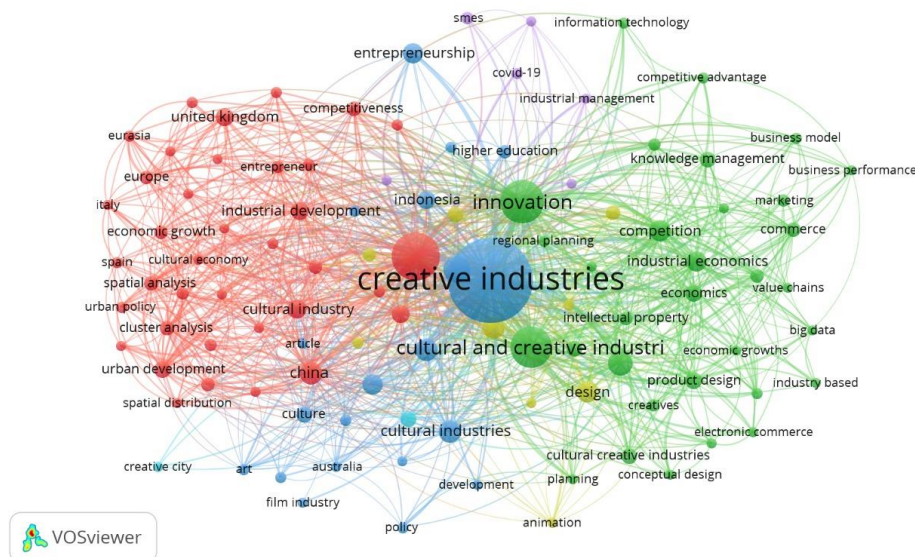 smes
information technology
entrepreneurship
covid-19
competitive advantage
industrial management
united kingdom
competitiveness
eurasia
business model
higher education
knowledge management
entrepreneur
business performance
europe
italy
industrial development
indonesia
innovation
marketing
economic growth
competition
commerce
regional planning
spain
cultural economy
industrial economics
creative industries
spatial analysis
value chains
economics
urban policy
cultural industry
intellectual property
cluster analysis
big data
article
cultural and creative industri
economic growths
urban development
china
product design
industry based
design
spatial distribution
creatives
culture
cultural industries
electronic commerce
creative city
art
australia
cultural creative industries
planning
conceptual design
development
film industry
policy
animation
VOSviewer